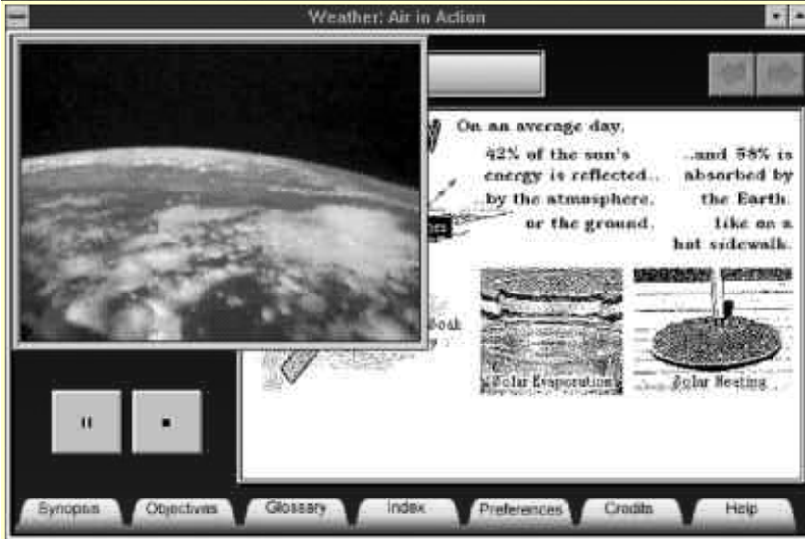 Weather: Air in Action
On an average day,
42% of the sun's
energy is reflected..
..by the atmosphere,
or the ground,
..and 58% is
absorbed by
the Earth,
like on a
hot sidewalk.
Soak
Solar Evaporation
Solar Heating
Synopsis
Objectives
Glossary
Index
Preferences
Credits
Help